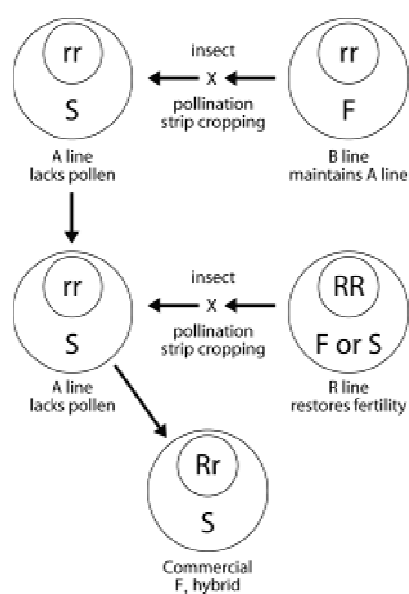 rr
S
A line
lacks pollen
insect
X
pollination
strip cropping
rr
F
B line
maintains A line
rr
S
A line
lacks pollen
insect
X
pollination
strip cropping
RR
F or S
R line
restores fertility
Rr
S
Commercial
F, hybrid